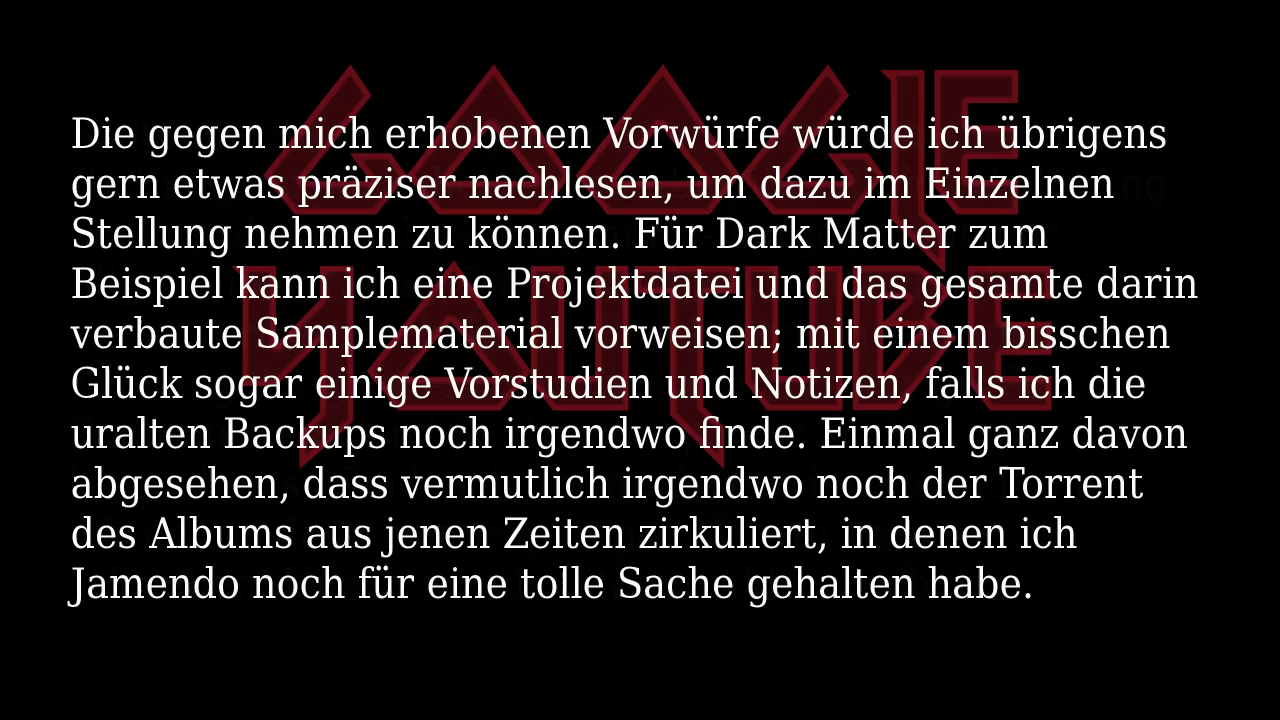 GOOGLE
YOUTUBE
Die gegen mich erhobenen Vorwürfe würde ich übrigens
gern etwas präziser nachlesen, um dazu im Einzelnen
Stellung nehmen zu können. Für Dark Matter zum
Beispiel kann ich eine Projektdatei und das gesamte darin
verbaute Samplematerial vorweisen; mit einem bisschen
Glück sogar einige Vorstudien und Notizen, falls ich die
uralten Backups noch irgendwo finde. Einmal ganz davon
abgesehen, dass vermutlich irgendwo noch der Torrent
des Albums aus jenen Zeiten zirkuliert, in denen ich
Jamendo noch für eine tolle Sache gehalten habe.